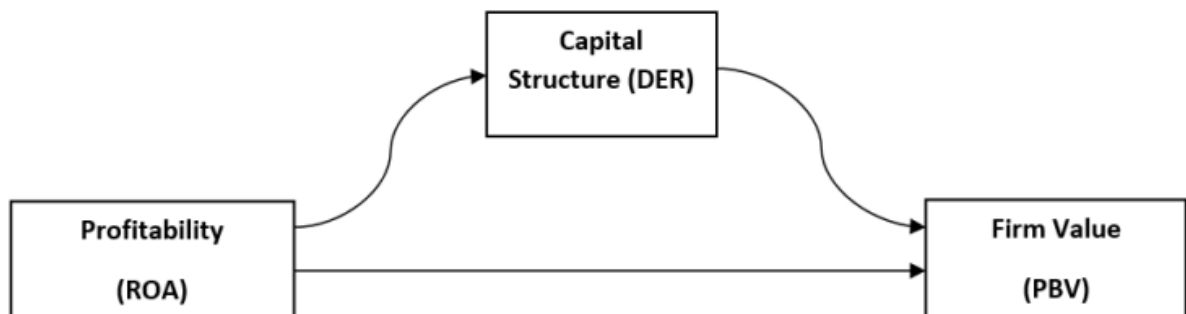 Capital
Structure (DER)
Profitability
(ROA)
Firm Value
(PBV)